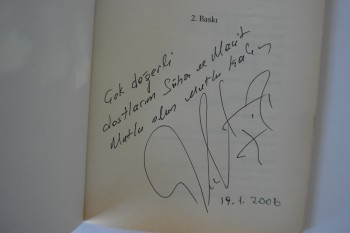 2. Baskı
Çok değerli
dostlarım Süha ve Macit
Mutlu olun Mutlu kalın
19.1.2006